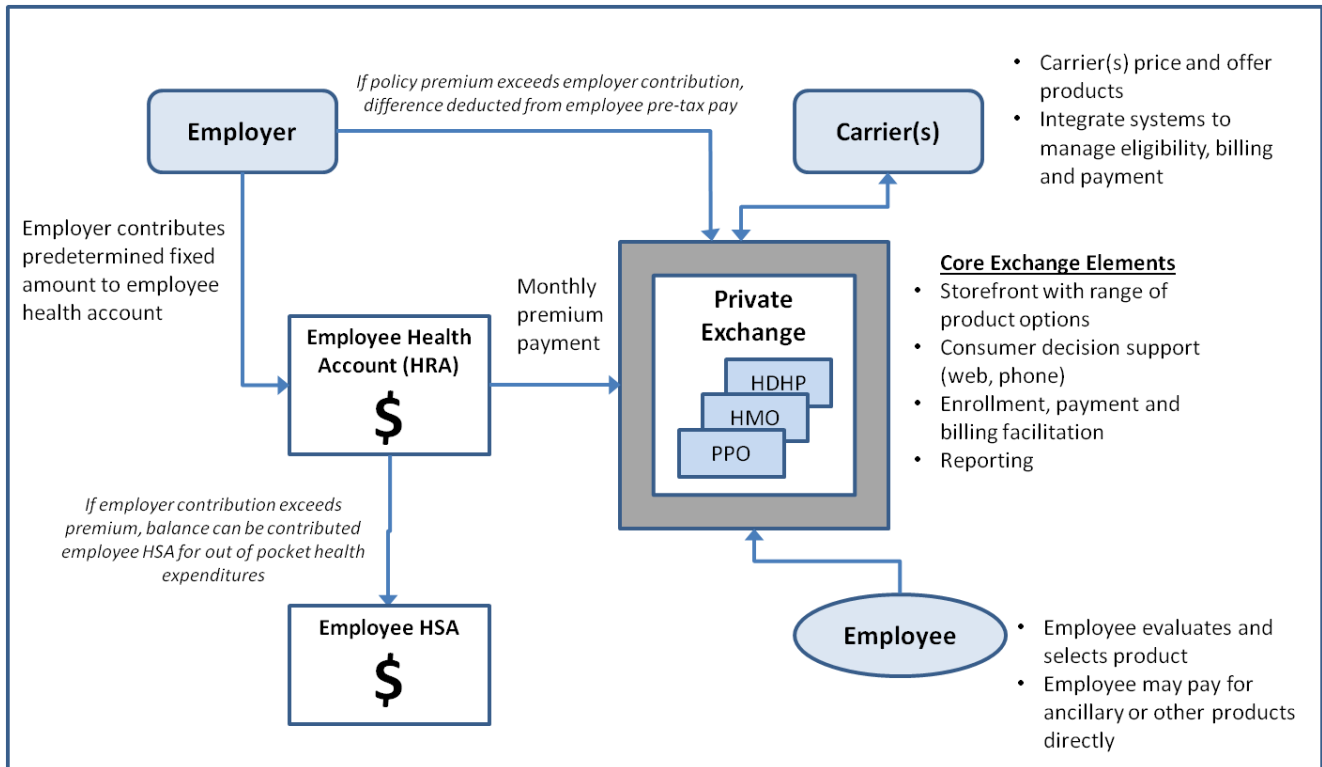 If policy premium exceeds employer contribution,
difference deducted from employee pre-tax pay
Employer
Carrier(s)
• Carrier(s) price and offer
products
• Integrate systems to
manage eligibility, billing
and payment
Employer contributes
predetermined fixed
amount to employee
health account
Employee Health
Account (HRA)
$
Monthly
premium
payment
Private
Exchange
HDHP
HMO
PPO
Core Exchange Elements
• Storefront with range of
product options
• Consumer decision support
(web, phone)
• Enrollment, payment and
billing facilitation
• Reporting
If employer contribution exceeds
premium, balance can be contributed
employee HSA for out of pocket health
expenditures
Employee HSA
$
Employee
• Employee evaluates and
selects product
• Employee may pay for
ancillary or other products
directly